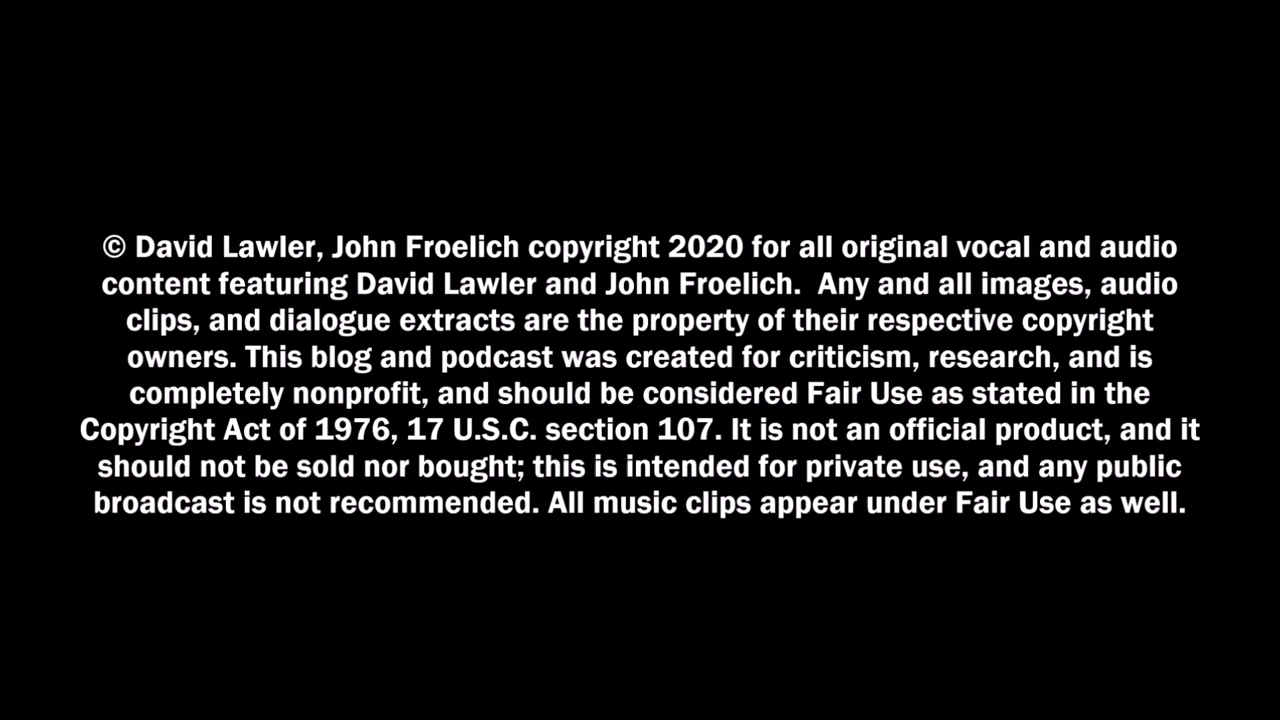 © David Lawler, John Froelich copyright 2020 for all original vocal and audio
content featuring David Lawler and John Froelich.  Any and all images, audio
clips, and dialogue extracts are the property of their respective copyright
owners. This blog and podcast was created for criticism, research, and is
completely nonprofit, and should be considered Fair Use as stated in the
Copyright Act of 1976, 17 U.S.C. section 107. It is not an official product, and it
should not be sold nor bought; this is intended for private use, and any public
broadcast is not recommended. All music clips appear under Fair Use as well.